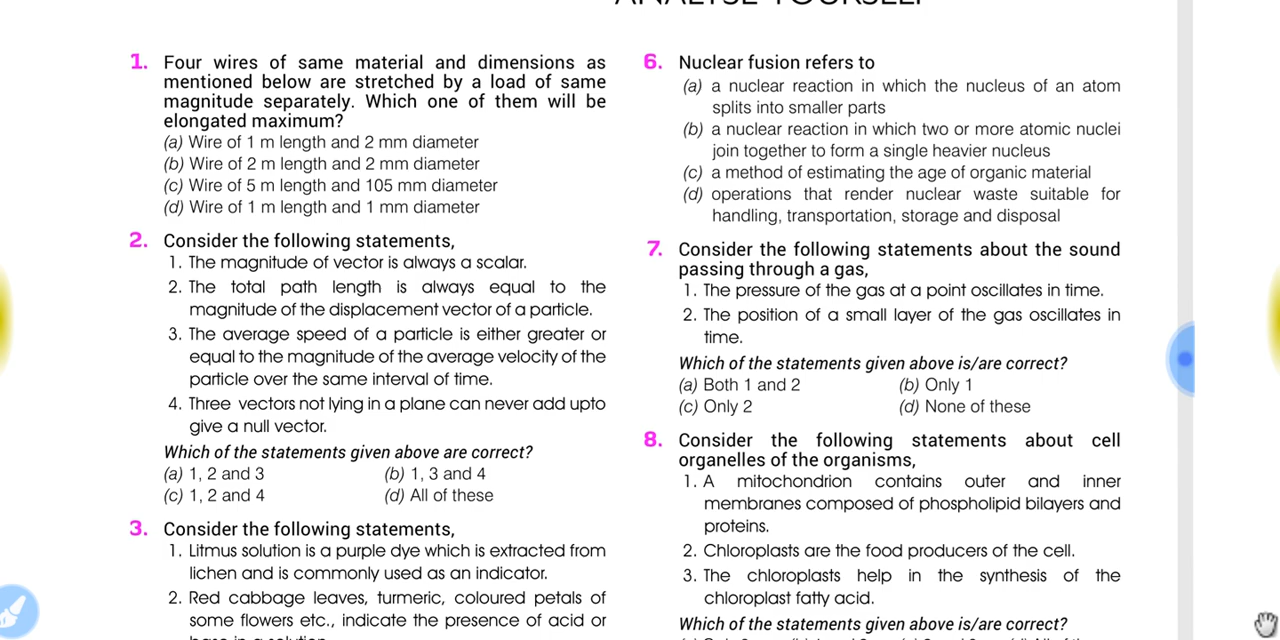 ANALYSE YOURSELF
1. Four wires of same material and dimensions as
mentioned below are stretched by a load of same
magnitude separately. Which one of them will be
elongated maximum?
(a) Wire of 1 m length and 2 mm diameter
(b) Wire of 2 m length and 2 mm diameter
(c) Wire of 5 m length and 105 mm diameter
(d) Wire of 1 m length and 1 mm diameter
2. Consider the following statements,
1. The magnitude of vector is always a scalar.
2. The total path length is always equal to the
magnitude of the displacement vector of a particle.
3. The average speed of a particle is either greater or
equal to the magnitude of the average velocity of the
particle over the same interval of time.
4. Three vectors not lying in a plane can never add upto
give a null vector.
Which of the statements given above are correct?
(a) 1, 2 and 3 (b) 1, 3 and 4
(c) 1, 2 and 4 (d) All of these
3. Consider the following statements,
1. Litmus solution is a purple dye which is extracted from
lichen and is commonly used as an indicator.
2. Red cabbage leaves, turmeric, coloured petals of
some flowers etc., indicate the presence of acid or
base in a solution.
6. Nuclear fusion refers to
(a) a nuclear reaction in which the nucleus of an atom
splits into smaller parts
(b) a nuclear reaction in which two or more atomic nuclei
join together to form a single heavier nucleus
(c) a method of estimating the age of organic material
(d) operations that render nuclear waste suitable for
handling, transportation, storage and disposal
7. Consider the following statements about the sound
passing through a gas,
1. The pressure of the gas at a point oscillates in time.
2. The position of a small layer of the gas oscillates in
time.
Which of the statements given above is/are correct?
(a) Both 1 and 2 (b) Only 1
(c) Only 2 (d) None of these
8. Consider the following statements about cell
organelles of the organisms,
1. A mitochondrion contains outer and inner
membranes composed of phospholipid bilayers and
proteins.
2. Chloroplasts are the food producers of the cell.
3. The chloroplasts help in the synthesis of the
chloroplast fatty acid.
Which of the statements given above is/are correct?